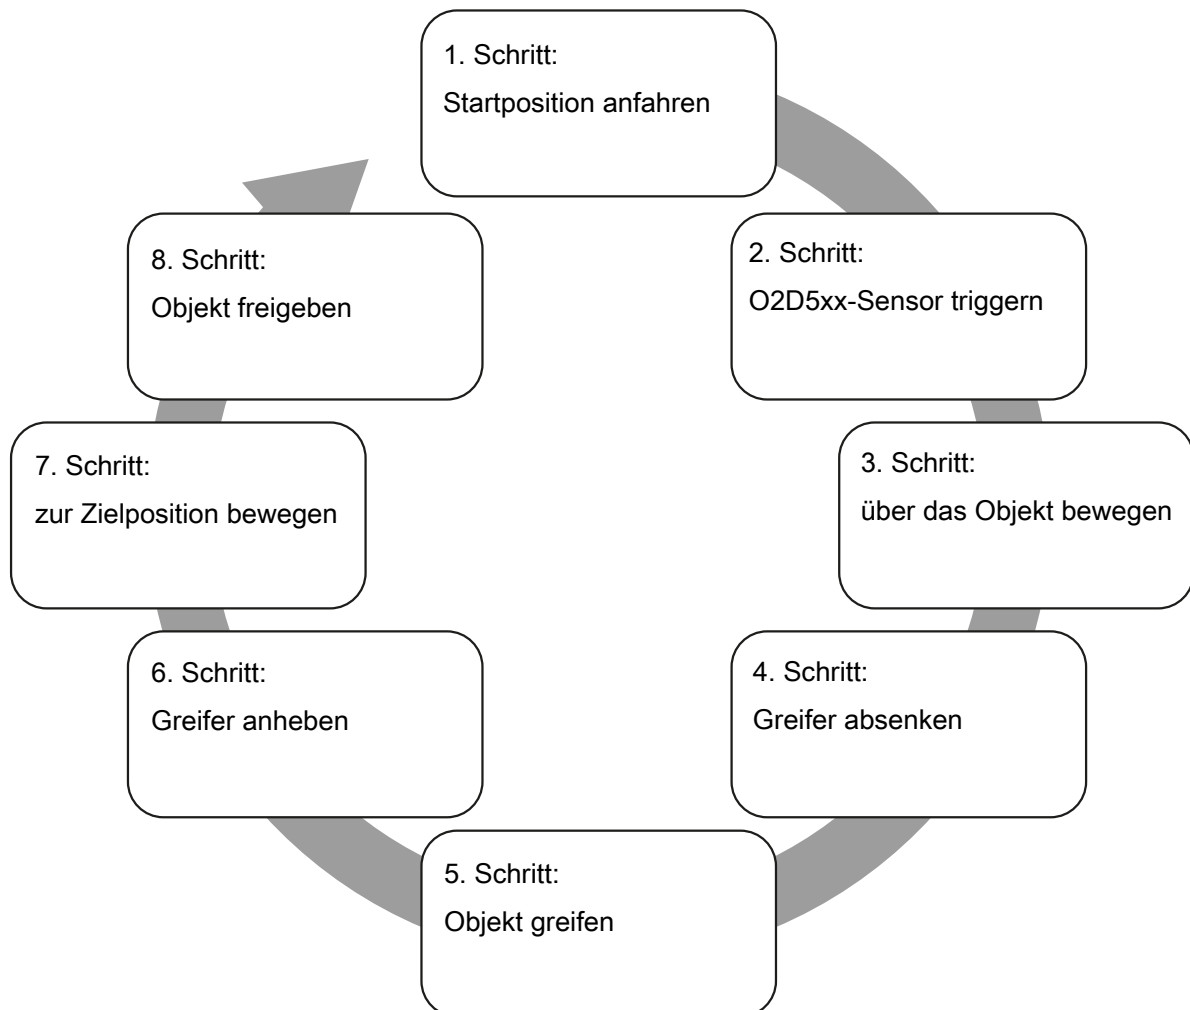 1. Schritt:
Startposition anfahren
2. Schritt:
O2D5xx-Sensor triggern
3. Schritt:
über das Objekt bewegen
4. Schritt:
Greifer absenken
5. Schritt:
Objekt greifen
6. Schritt:
Greifer anheben
7. Schritt:
zur Zielposition bewegen
8. Schritt:
Objekt freigeben